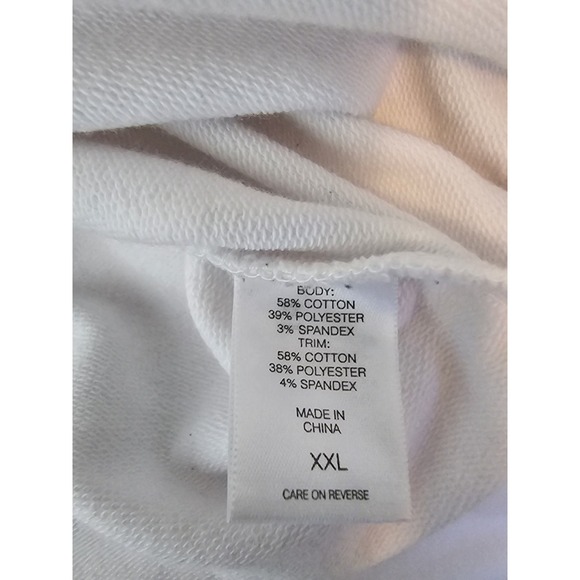 BODY:
58% COTTON
39% POLYESTER
3% SPANDEX
TRIM:
58% COTTON
38% POLYESTER
4% SPANDEX
MADE IN
CHINA
XXL
CARE ON REVERSE